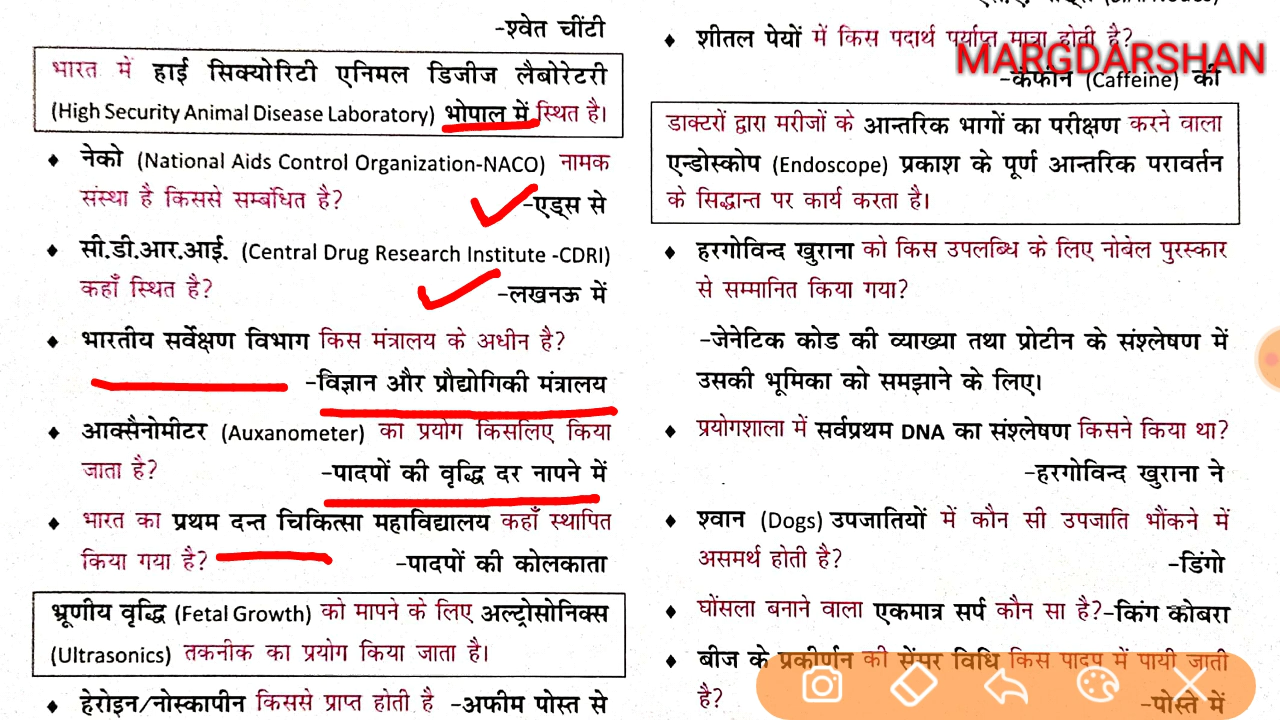 -श्वेत चींटी
भारत में हाई सिक्योरिटी एनिमल डिजीज लैबोरेटरी
(High Security Animal Disease Laboratory) भोपाल में स्थित है।
♦ नेको (National Aids Control Organization-NACO) नामक
संस्था है किससे सम्बंधित है?
-एड्स से
♦ सी.डी.आर.आई. (Central Drug Research Institute -CDRI)
कहाँ स्थित है?
-लखनऊ में
♦ भारतीय सर्वेक्षण विभाग किस मंत्रालय के अधीन है?
-विज्ञान और प्रौद्योगिकी मंत्रालय
♦ आक्सैनोमीटर (Auxanometer) का प्रयोग किसलिए किया
जाता है?
-पादपों की वृद्धि दर नापने में
♦ भारत का प्रथम दन्त चिकित्सा महाविद्यालय कहाँ स्थापित
किया गया है?
-पादपों की कोलकाता
भ्रूणीय वृद्धि (Fetal Growth) को मापने के लिए अल्ट्रोसोनिक्स
(Ultrasonics) तकनीक का प्रयोग किया जाता है।
♦ हेरोइन/नोस्कापीन किससे प्राप्त होती है -अफीम पोस्त से
♦ शीतल पेयों में किस पदार्थ पर्याप्त मात्रा होती है?
MARGDARSHAN
-कैफीन (Caffeine) की
डाक्टरों द्वारा मरीजों के आन्तरिक भागों का परीक्षण करने वाला
एन्डोस्कोप (Endoscope) प्रकाश के पूर्ण आन्तरिक परावर्तन
के सिद्धान्त पर कार्य करता है।
♦ हरगोविन्द खुराना को किस उपलब्धि के लिए नोबेल पुरस्कार
से सम्मानित किया गया?
-जेनेटिक कोड की व्याख्या तथा प्रोटीन के संश्लेषण में
उसकी भूमिका को समझाने के लिए।
♦ प्रयोगशाला में सर्वप्रथम DNA का संश्लेषण किसने किया था?
-हरगोविन्द खुराना ने
♦ श्वान (Dogs) उपजातियों में कौन सी उपजाति भौंकने में
असमर्थ होती है?
-डिंगो
♦ घोंसला बनाने वाला एकमात्र सर्प कौन सा है?-किंग कोबरा
♦ बीज के प्रकीर्णन की सेंसर विधि किस पादप में पायी जाती
है?
-पोस्ते में